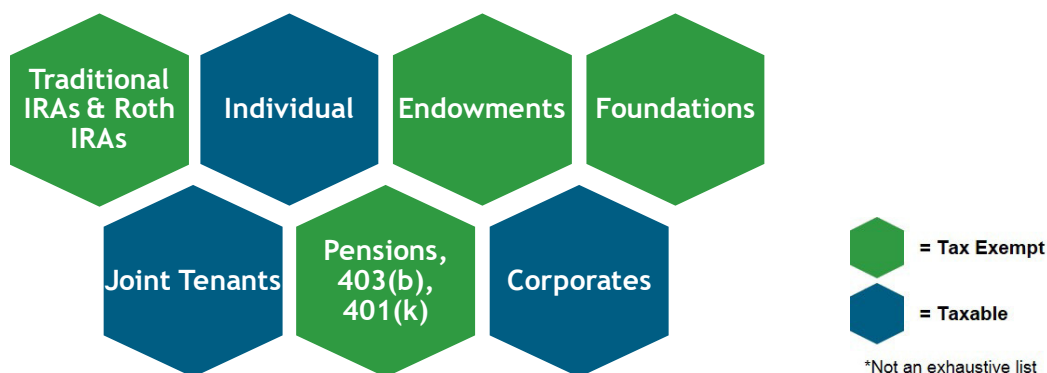 Traditional
IRAs & Roth
IRAs
Individual
Endowments
Foundations
Joint Tenants
Pensions,
403(b),
401(k)
Corporates
= Tax Exempt
= Taxable
*Not an exhaustive list